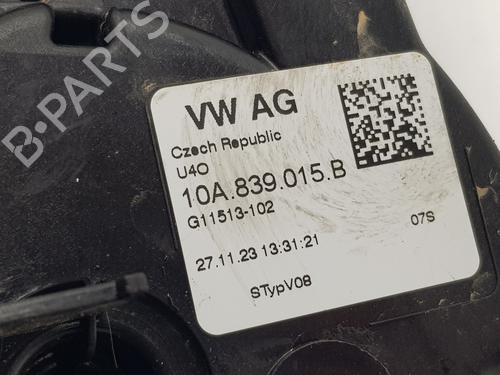 B-PARTS
VW AG
Czech Republic
U4O
10A.839.015.B
G11513-102
27.11.23 13:31:21
07S
STypV08